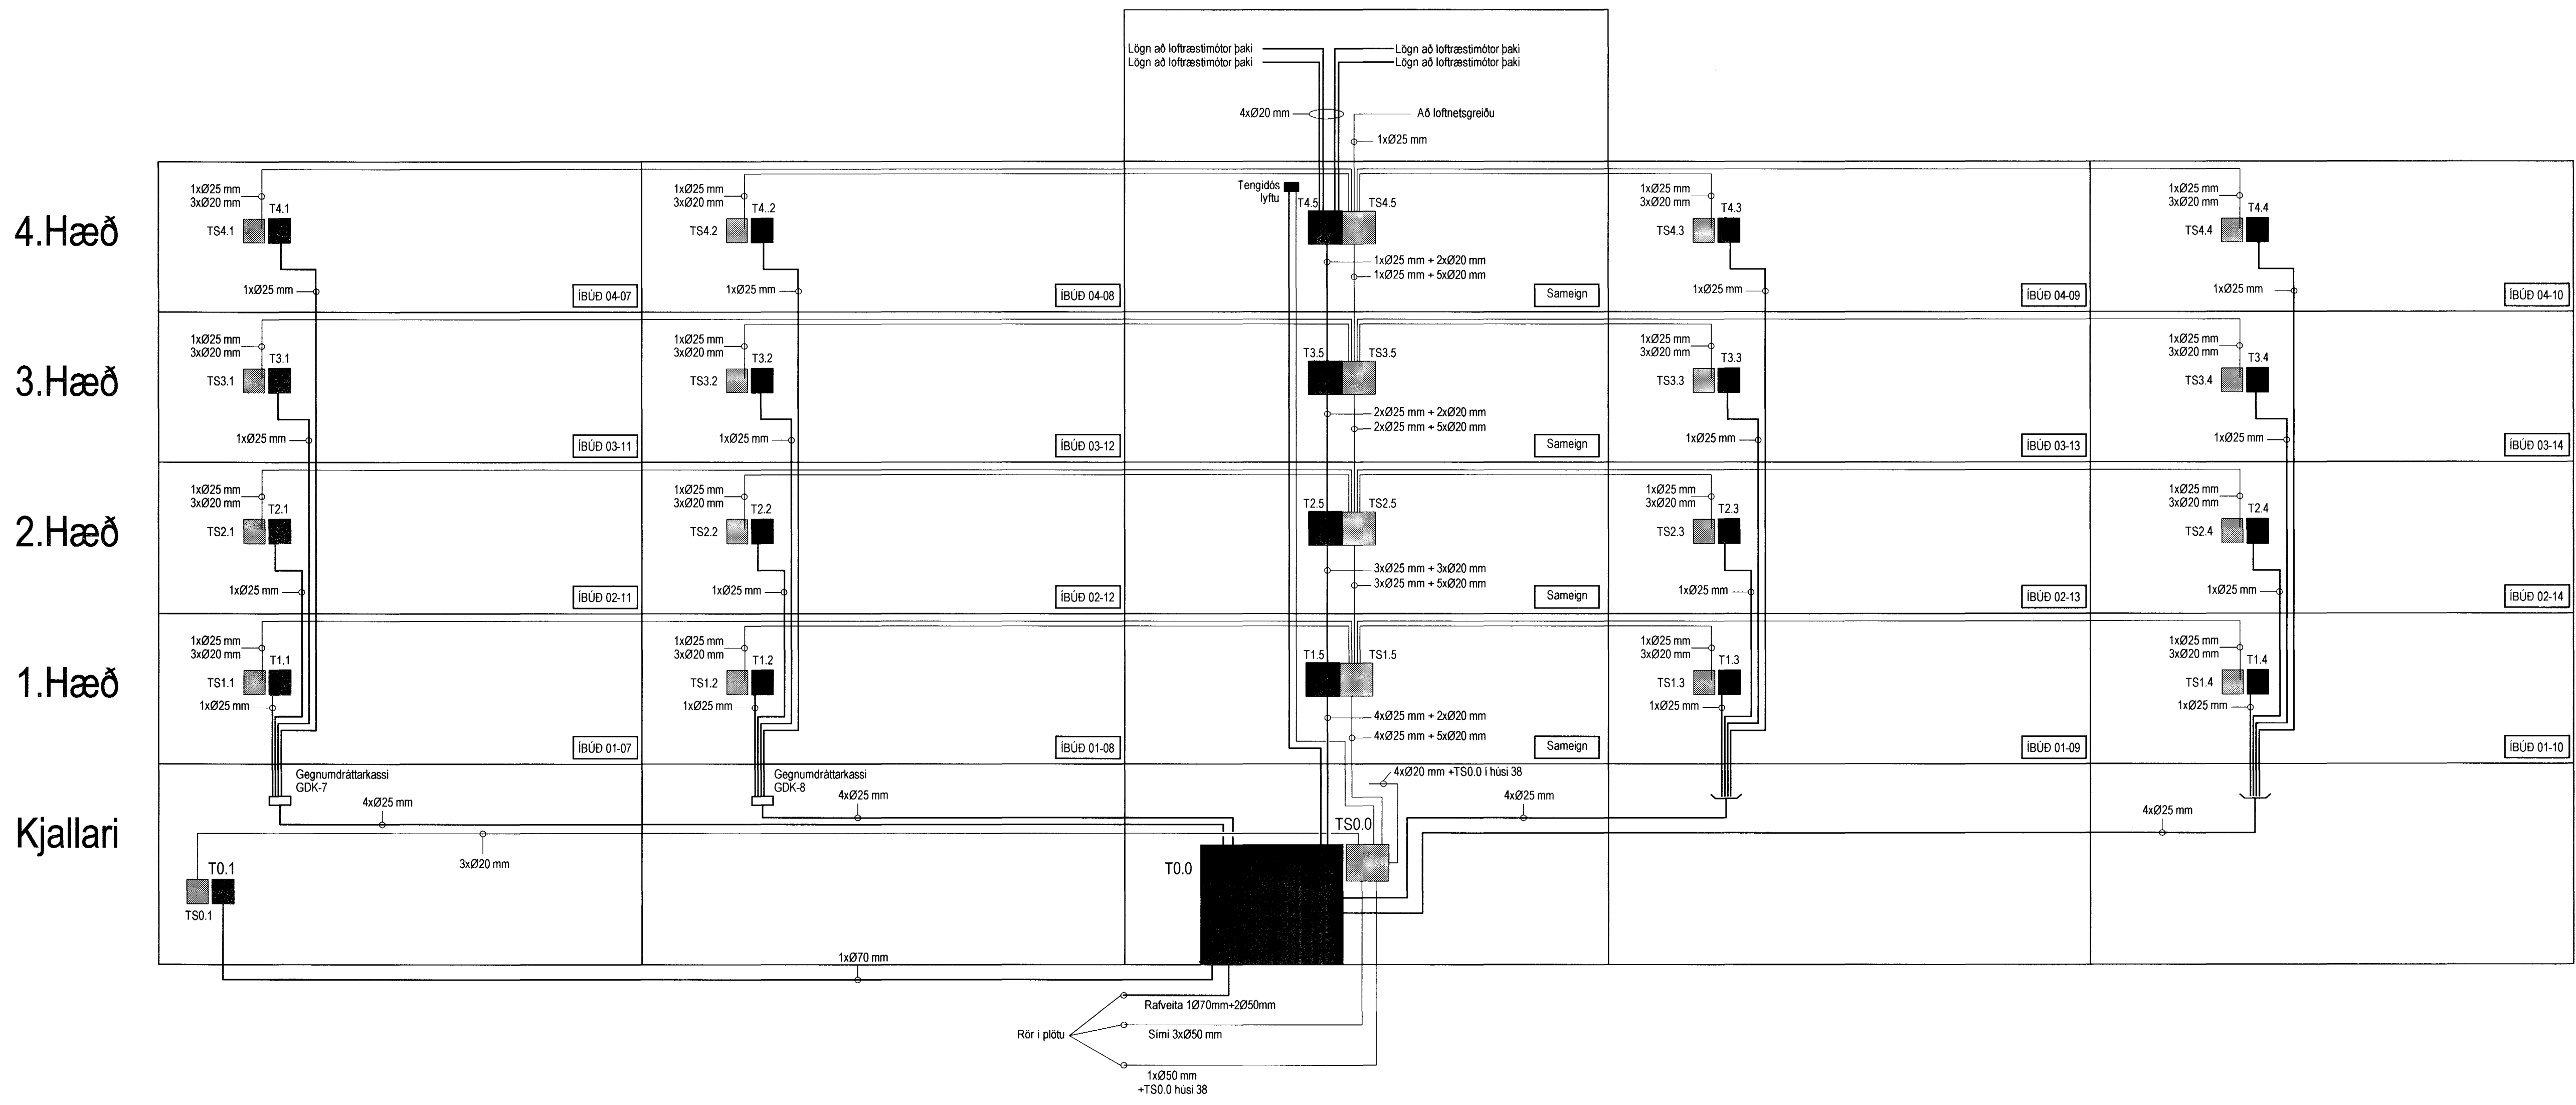 Lögn að loftræstimótor þaki
Lögn að loftræstimótor þaki
Lögn að loftræstimótor þaki
Lögn að loftræstimótor þaki
4xØ20 mm
Að loftnetsgreiðu
1xØ25 mm
4.Hæð
1xØ25 mm
3xØ20 mm
T4.1
TS4.1
1xØ25 mm
ÍBÚÐ 04-07
1xØ25 mm
3xØ20 mm
T4..2
TS4.2
1xØ25 mm
ÍBÚÐ 04-08
Tengidós
lyftu
T4.5
TS4.5
1xØ25 mm + 2xØ20 mm
1xØ25 mm + 5xØ20 mm
Sameign
1xØ25 mm
3xØ20 mm
T4.3
TS4.3
1xØ25 mm
ÍBÚÐ 04-09
1xØ25 mm
3xØ20 mm
T4.4
TS4.4
1xØ25 mm
ÍBÚÐ 04-10
3.Hæð
1xØ25 mm
3xØ20 mm
T3.1
TS3.1
1xØ25 mm
ÍBÚÐ 03-11
1xØ25 mm
3xØ20 mm
T3.2
TS3.2
1xØ25 mm
ÍBÚÐ 03-12
T3.5
TS3.5
2xØ25 mm + 2xØ20 mm
2xØ25 mm + 5xØ20 mm
Sameign
1xØ25 mm
3xØ20 mm
T3.3
TS3.3
1xØ25 mm
ÍBÚÐ 03-13
1xØ25 mm
3xØ20 mm
T3.4
TS3.4
1xØ25 mm
ÍBÚÐ 03-14
2.Hæð
1xØ25 mm
3xØ20 mm
T2.1
TS2.1
1xØ25 mm
ÍBÚÐ 02-11
1xØ25 mm
3xØ20 mm
T2.2
TS2.2
1xØ25 mm
ÍBÚÐ 02-12
T2.5
TS2.5
3xØ25 mm + 3xØ20 mm
3xØ25 mm + 5xØ20 mm
Sameign
1xØ25 mm
3xØ20 mm
T2.3
TS2.3
1xØ25 mm
ÍBÚÐ 02-13
1xØ25 mm
3xØ20 mm
T2.4
TS2.4
1xØ25 mm
ÍBÚÐ 02-14
1.Hæð
1xØ25 mm
3xØ20 mm
T1.1
TS1.1
1xØ25 mm
ÍBÚÐ 01-07
1xØ25 mm
3xØ20 mm
T1.2
TS1.2
1xØ25 mm
ÍBÚÐ 01-08
T1.5
TS1.5
4xØ25 mm + 2xØ20 mm
4xØ25 mm + 5xØ20 mm
Sameign
1xØ25 mm
3xØ20 mm
T1.3
TS1.3
1xØ25 mm
ÍBÚÐ 01-09
1xØ25 mm
3xØ20 mm
T1.4
TS1.4
1xØ25 mm
ÍBÚÐ 01-10
Kjallari
Gegnumdráttarkassi
GDK-7
4xØ25 mm
Gegnumdráttarkassi
GDK-8
4xØ25 mm
4xØ20 mm +TS0.0 í húsi 38
4xØ25 mm
4xØ25 mm
TS0.0
3xØ20 mm
T0.1
TS0.1
T0.0
1xØ70 mm
Rafveita 1Ø70mm+2Ø50mm
Rör í plötu
Sími 3xØ50 mm
1xØ50 mm
+TS0.0 húsi 38